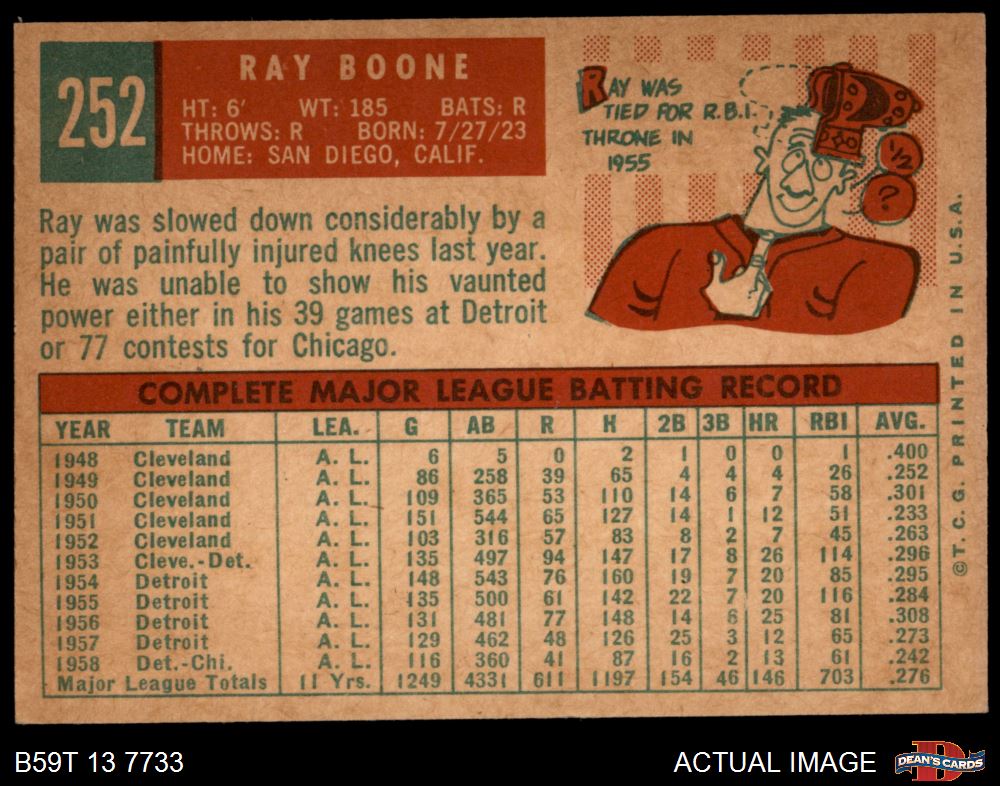 252
RAY BOONE
HT: 6' WT: 185 BATS: R
THROWS: R BORN: 7/27/23
HOME: SAN DIEGO, CALIF.
RAY WAS
TIED FOR R.B.I.
THRONE IN
1955
1/2
?
Ray was slowed down considerably by a
pair of painfully injured knees last year.
He was unable to show his vaunted
power either in his 39 games at Detroit
or 77 contests for Chicago.
COMPLETE MAJOR LEAGUE BATTING RECORD
YEAR TEAM LEA. G AB R H 2B 3B HR RBI AVG.
1948 Cleveland A. L. 6 5 0 2 1 0 0 1 .400
1949 Cleveland A. L. 86 258 39 65 4 4 4 26 .252
1950 Cleveland A. L. 109 365 53 110 14 6 7 58 .301
1951 Cleveland A. L. 151 544 65 127 14 1 12 51 .233
1952 Cleveland A. L. 103 316 57 83 8 2 7 45 .263
1953 Cleve.-Det. A. L. 135 497 94 147 17 8 26 114 .296
1954 Detroit A. L. 148 543 76 160 19 7 20 85 .295
1955 Detroit A. L. 135 500 61 142 22 7 20 116 .284
1956 Detroit A. L. 131 481 77 148 14 6 25 81 .308
1957 Detroit A. L. 129 462 48 126 25 3 12 65 .273
1958 Det.-Chi. A. L. 116 360 41 87 16 2 13 61 .242
Major League Totals 11 Yrs. 1249 4331 611 1197 154 46 146 703 .276
©T. C. G. PRINTED IN U.S.A.
B59T 13 7733
ACTUAL IMAGE
D
DEAN'S CARDS